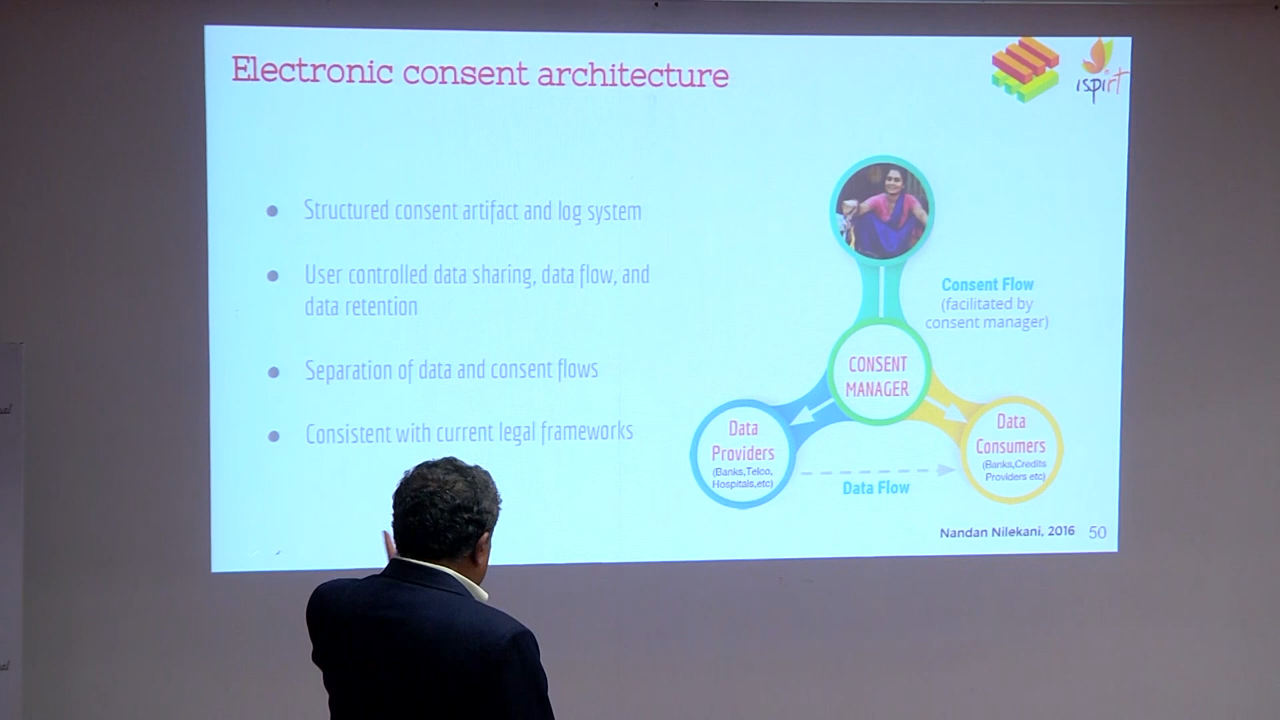 Electronic consent architecture
ispirt
Structured consent artifact and log system
User controlled data sharing, data flow, and
data retention
Separation of data and consent flows
Consistent with current legal frameworks
Consent Flow
(facilitated by
consent manager)
CONSENT
MANAGER
Data
Providers
(Banks,Telco,
Hospitals,etc)
Data
Consumers
(Banks,Credits
Providers etc)
Data Flow
Nandan Nilekani, 2016 50